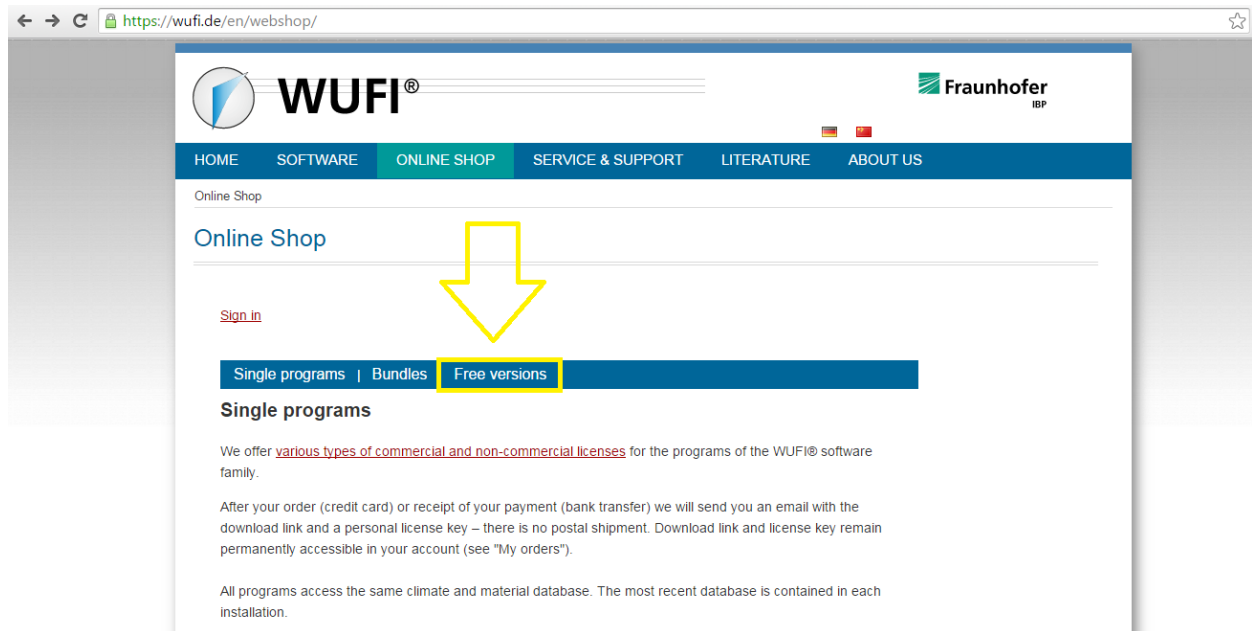 https://wufi.de/en/webshop/
WUFI®
Fraunhofer
IBP
HOME SOFTWARE ONLINE SHOP SERVICE & SUPPORT LITERATURE ABOUT US
Online Shop
Online Shop
Sign in
Single programs | Bundles Free versions
Single programs
We offer various types of commercial and non-commercial licenses for the programs of the WUFI® software
family.
After your order (credit card) or receipt of your payment (bank transfer) we will send you an email with the
download link and a personal license key – there is no postal shipment. Download link and license key remain
permanently accessible in your account (see "My orders").
All programs access the same climate and material database. The most recent database is contained in each
installation.